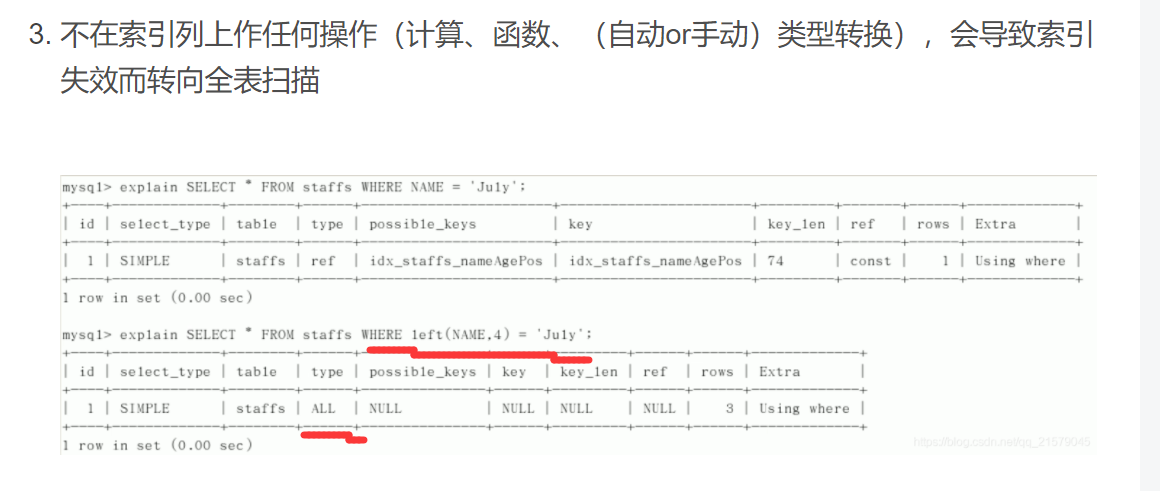 3. 不在索引列上作任何操作（计算、函数、（自动or手动）类型转换），会导致索引
失效而转向全表扫描
mysql> explain SELECT * FROM staffs WHERE NAME = 'July';
| id | select_type | table | type | possible_keys | key | key_len | ref | rows | Extra |
| 1 | SIMPLE | staffs | ref | idx_staffs_nameAgePos | idx_staffs_nameAgePos | 74 | const | 1 | Using where |
1 row in set (0.00 sec)
mysql> explain SELECT * FROM staffs WHERE left(NAME,4) = 'July';
| id | select_type | table | type | possible_keys | key | key_len | ref | rows | Extra |
| 1 | SIMPLE | staffs | ALL | NULL | NULL | NULL | NULL | 3 | Using where |
1 row in set (0.00 sec)
https://blog.csdn.net/qq_21579045